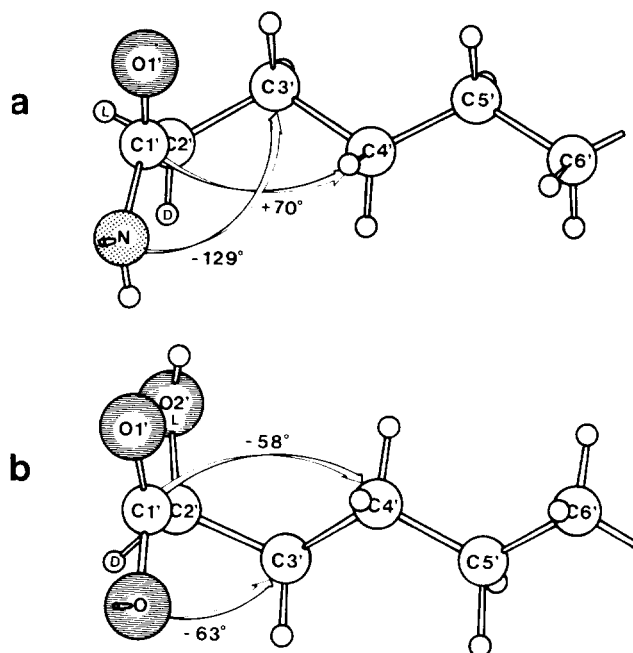 a
O1'
C3'
C5'
L
C1'
C2'
C4'
C6'
+70°
D
N
-129°
b
O2'
L
O1'
-58°
C1'
C2'
C4'
C6'
D
C3'
C5'
O
-63°